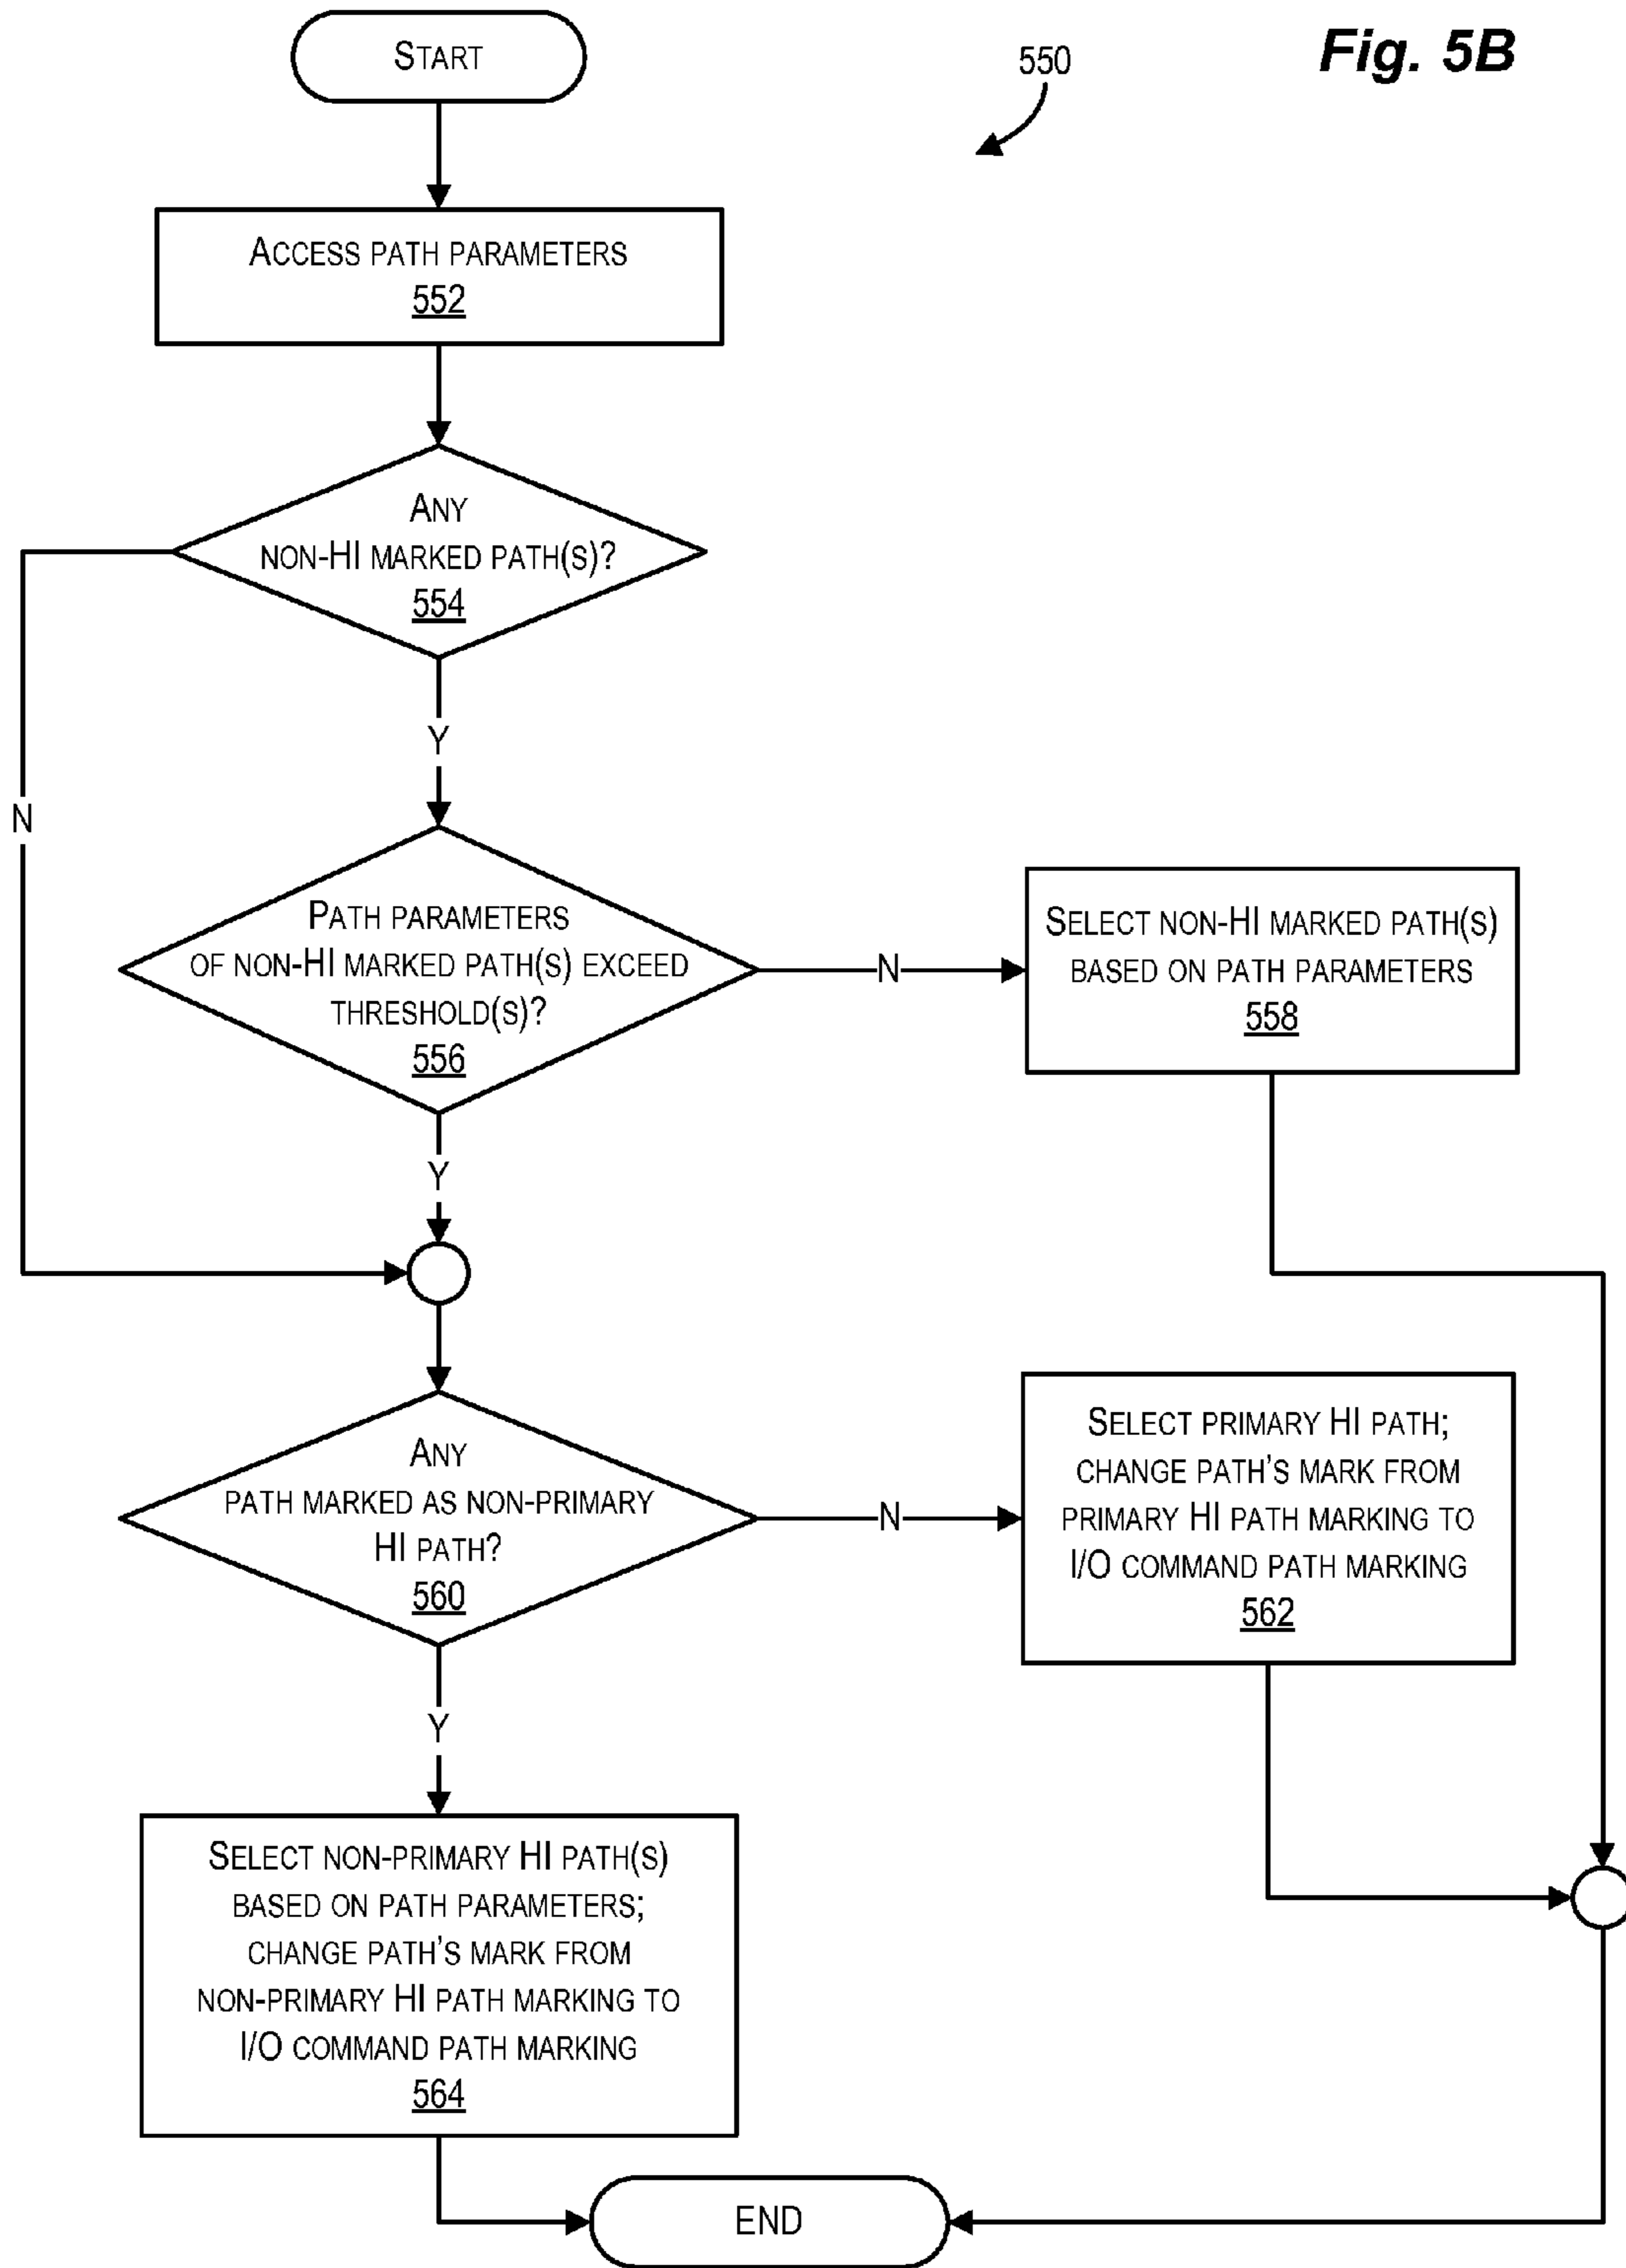 START
550
Fig. 5B
ACCESS PATH PARAMETERS
552
ANY
NON-HI MARKED PATH(S)?
554
Y
N
PATH PARAMETERS
OF NON-HI MARKED PATH(S) EXCEED
THRESHOLD(S)?
556
N
SELECT NON-HI MARKED PATH(S)
BASED ON PATH PARAMETERS
558
Y
ANY
PATH MARKED AS NON-PRIMARY
HI PATH?
560
N
SELECT PRIMARY HI PATH;
CHANGE PATH'S MARK FROM
PRIMARY HI PATH MARKING TO
I/O COMMAND PATH MARKING
562
Y
SELECT NON-PRIMARY HI PATH(S)
BASED ON PATH PARAMETERS;
CHANGE PATH'S MARK FROM
NON-PRIMARY HI PATH MARKING TO
I/O COMMAND PATH MARKING
564
END